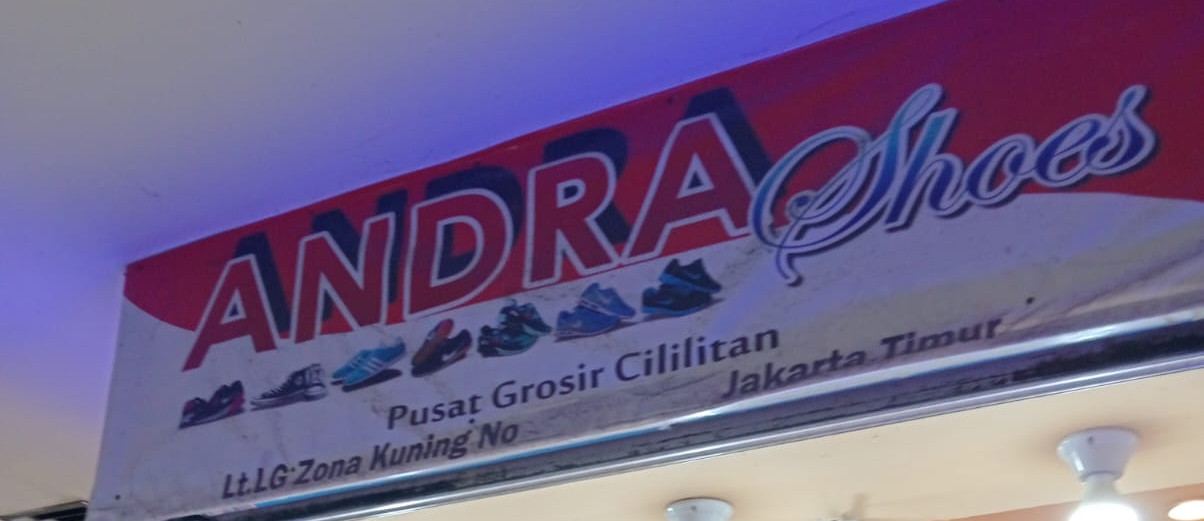 ANDRA Shoes
Pusat Grosir Cililitan
Lt.LG Zona Kuning No
Jakarta Timur